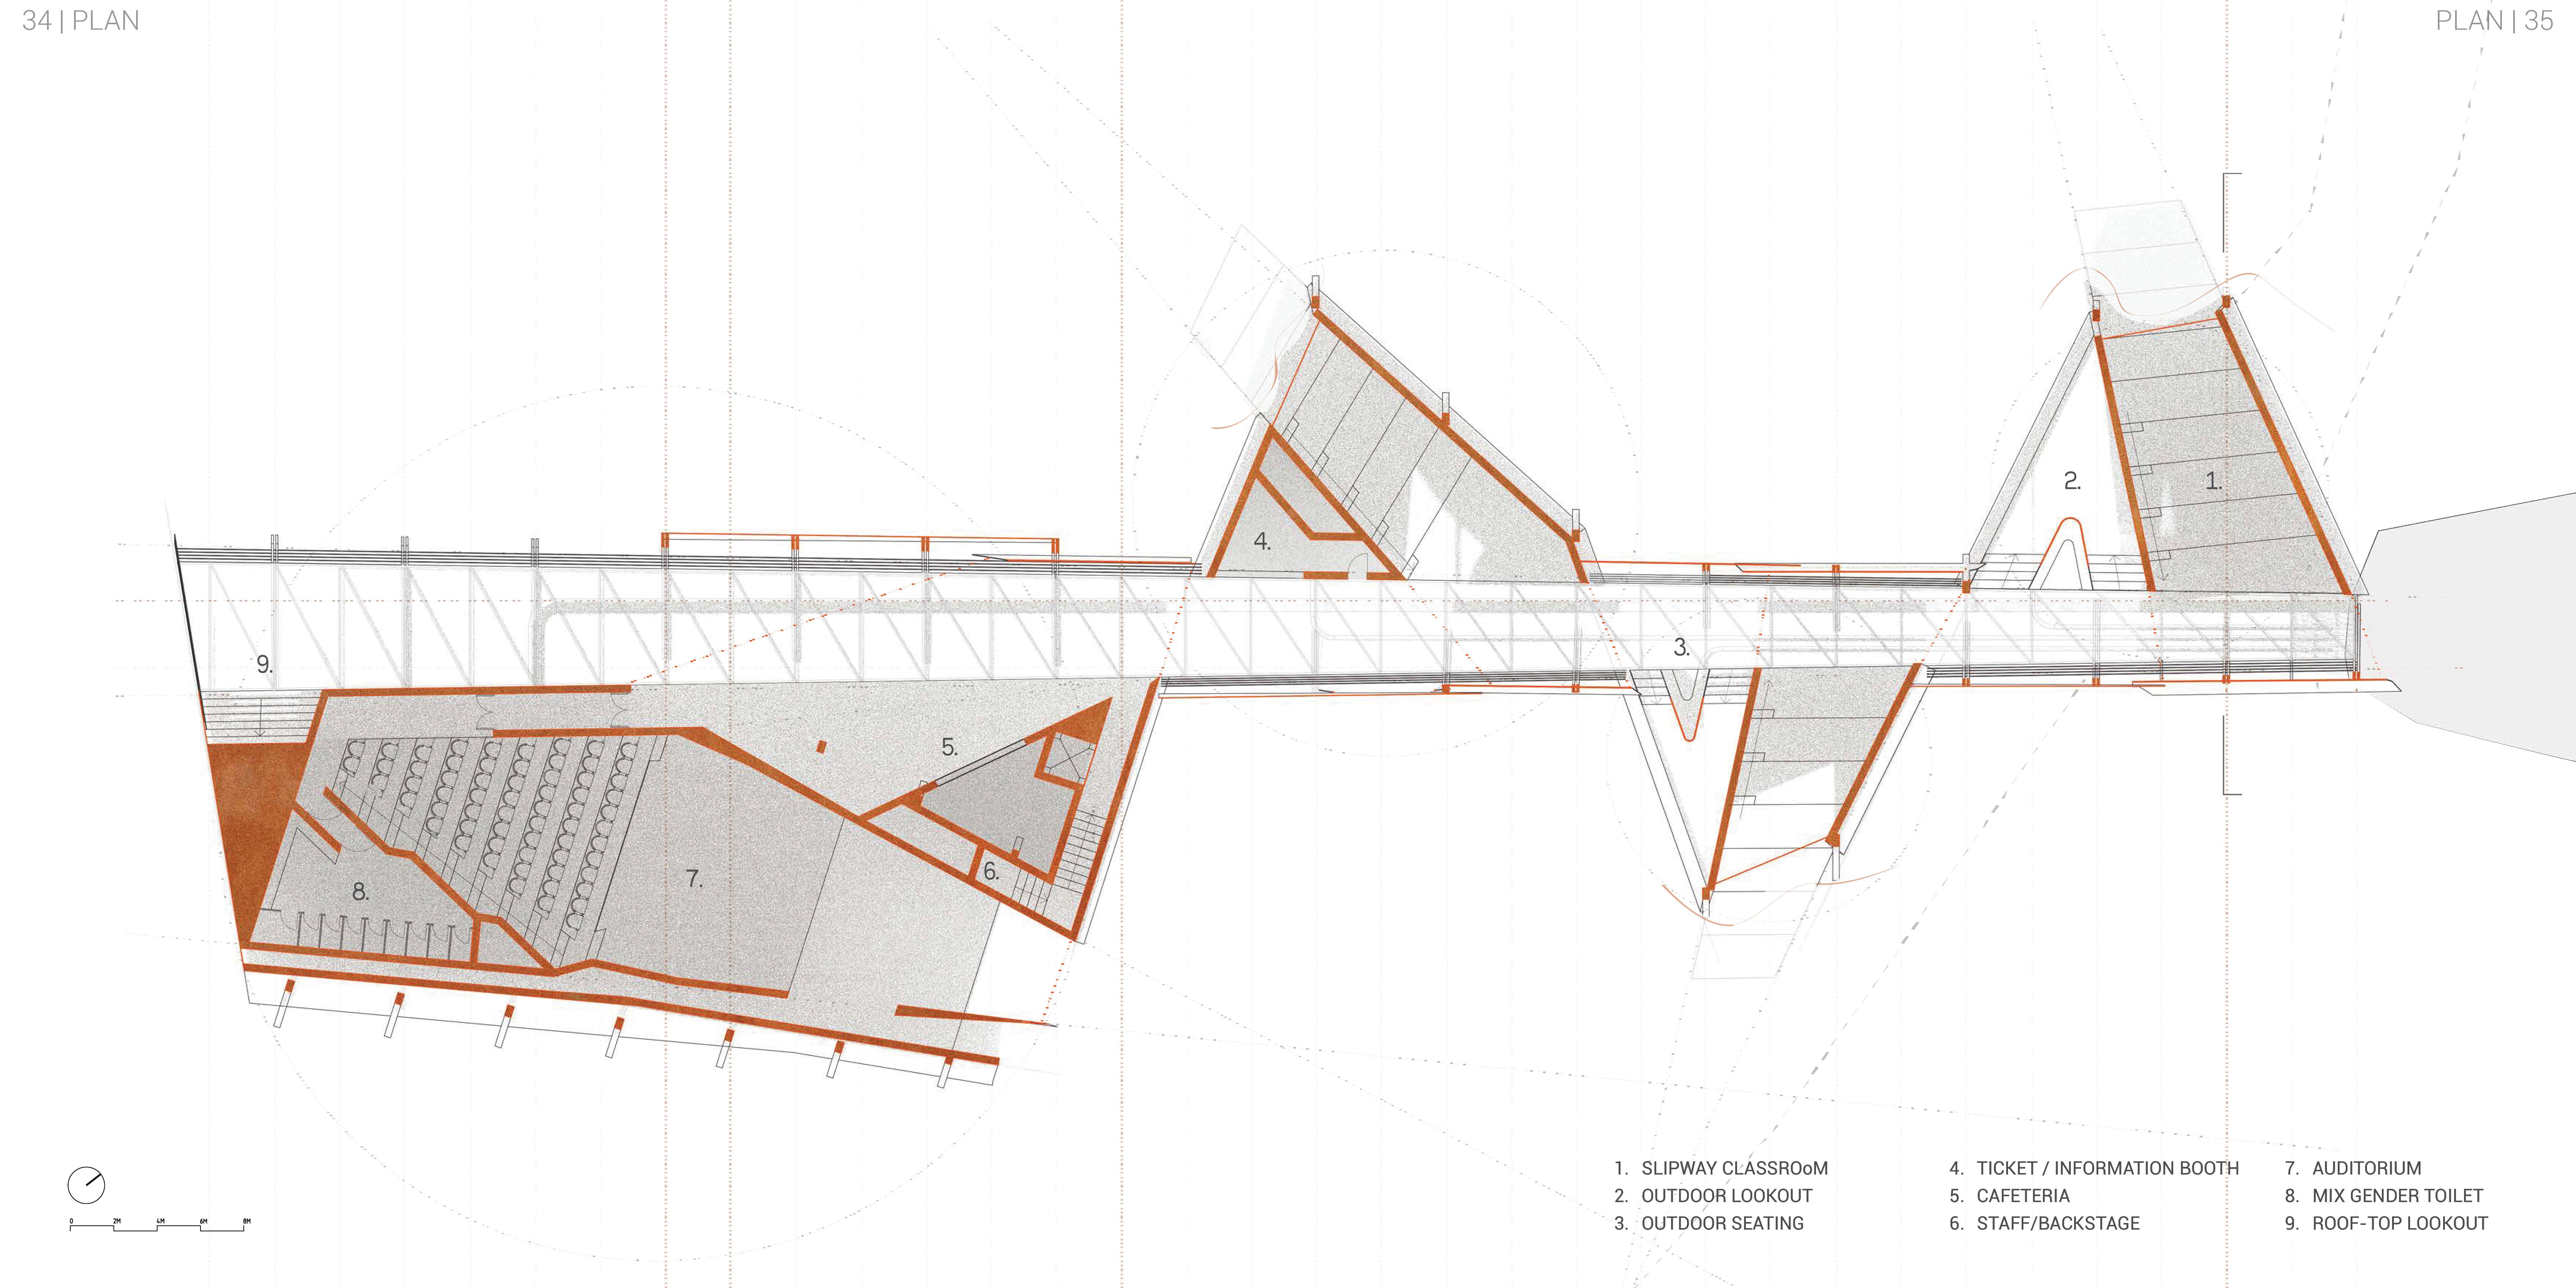 34 | PLAN
PLAN | 35
2.
1.
4.
3.
9.
5.
6.
7.
8.
0 2M 4M 6M 8M
1. SLIPWAY CLASSROoM
2. OUTDOOR LOOKOUT
3. OUTDOOR SEATING
4. TICKET / INFORMATION BOOTH
5. CAFETERIA
6. STAFF/BACKSTAGE
7. AUDITORIUM
8. MIX GENDER TOILET
9. ROOF-TOP LOOKOUT